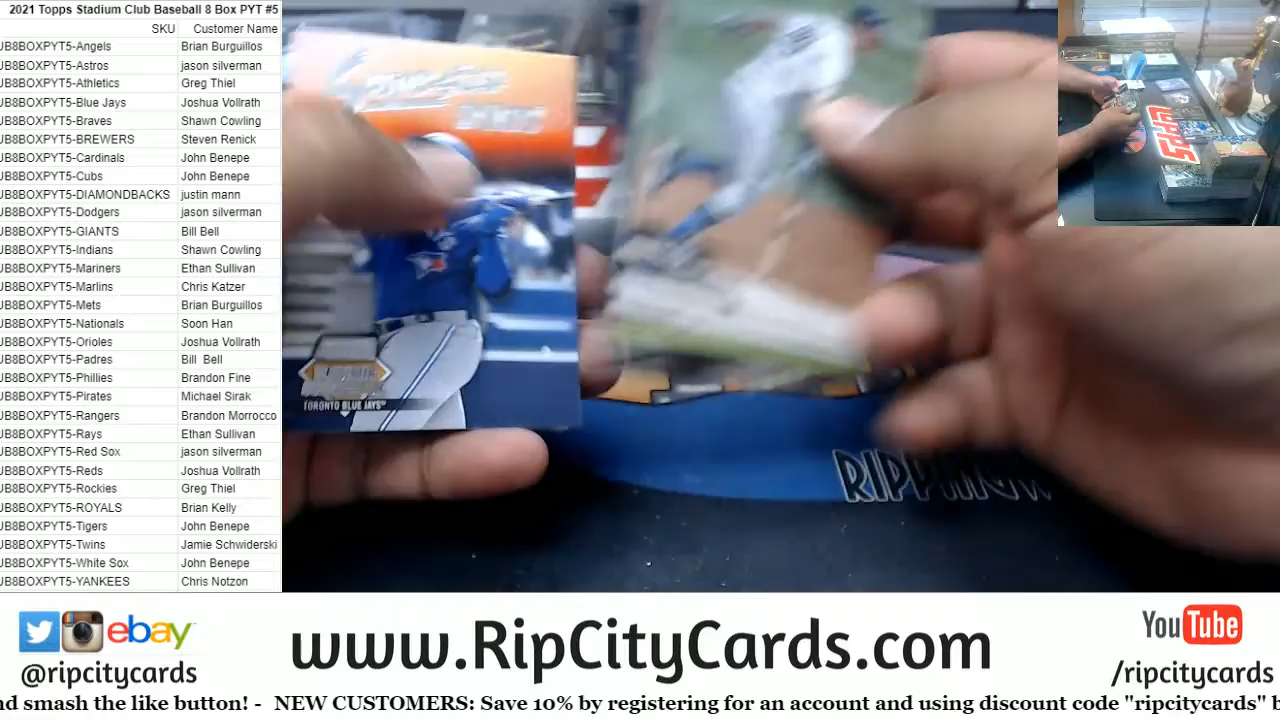 2021 Topps Stadium Club Baseball 8 Box PYT #5
SKU Customer Name
JB8BOXPYT5-Angels Brian Burguillos
JB8BOXPYT5-Astros jason silverman
JB8BOXPYT5-Athletics Greg Thiel
JB8BOXPYT5-Blue Jays Joshua Vollrath
JB8BOXPYT5-Braves Shawn Cowling
JB8BOXPYT5-BREWERS Steven Renick
JB8BOXPYT5-Cardinals John Benepe
JB8BOXPYT5-Cubs John Benepe
JB8BOXPYT5-DIAMONDBACKS justin mann
JB8BOXPYT5-Dodgers jason silverman
JB8BOXPYT5-GIANTS Bill Bell
JB8BOXPYT5-Indians Shawn Cowling
JB8BOXPYT5-Mariners Ethan Sullivan
JB8BOXPYT5-Marlins Chris Katzer
JB8BOXPYT5-Mets Brian Burguillos
JB8BOXPYT5-Nationals Soon Han
JB8BOXPYT5-Orioles Joshua Vollrath
JB8BOXPYT5-Padres Bill Bell
JB8BOXPYT5-Phillies Brandon Fine
JB8BOXPYT5-Pirates Michael Sirak
JB8BOXPYT5-Rangers Brandon Morrocco
JB8BOXPYT5-Rays Ethan Sullivan
JB8BOXPYT5-Red Sox jason silverman
JB8BOXPYT5-Reds Joshua Vollrath
JB8BOXPYT5-Rockies Greg Thiel
JB8BOXPYT5-ROYALS Brian Kelly
JB8BOXPYT5-Tigers John Benepe
JB8BOXPYT5-Twins Jamie Schwiderski
JB8BOXPYT5-White Sox John Benepe
JB8BOXPYT5-YANKEES Chris Notzon
TORONTO BLUE JAYS
ebay
@ripcitycards
www.RipCityCards.com
YouTube
/ripcitycards
nd smash the like button! - NEW CUSTOMERS: Save 10% by registering for an account and using discount code "ripcitycards" b